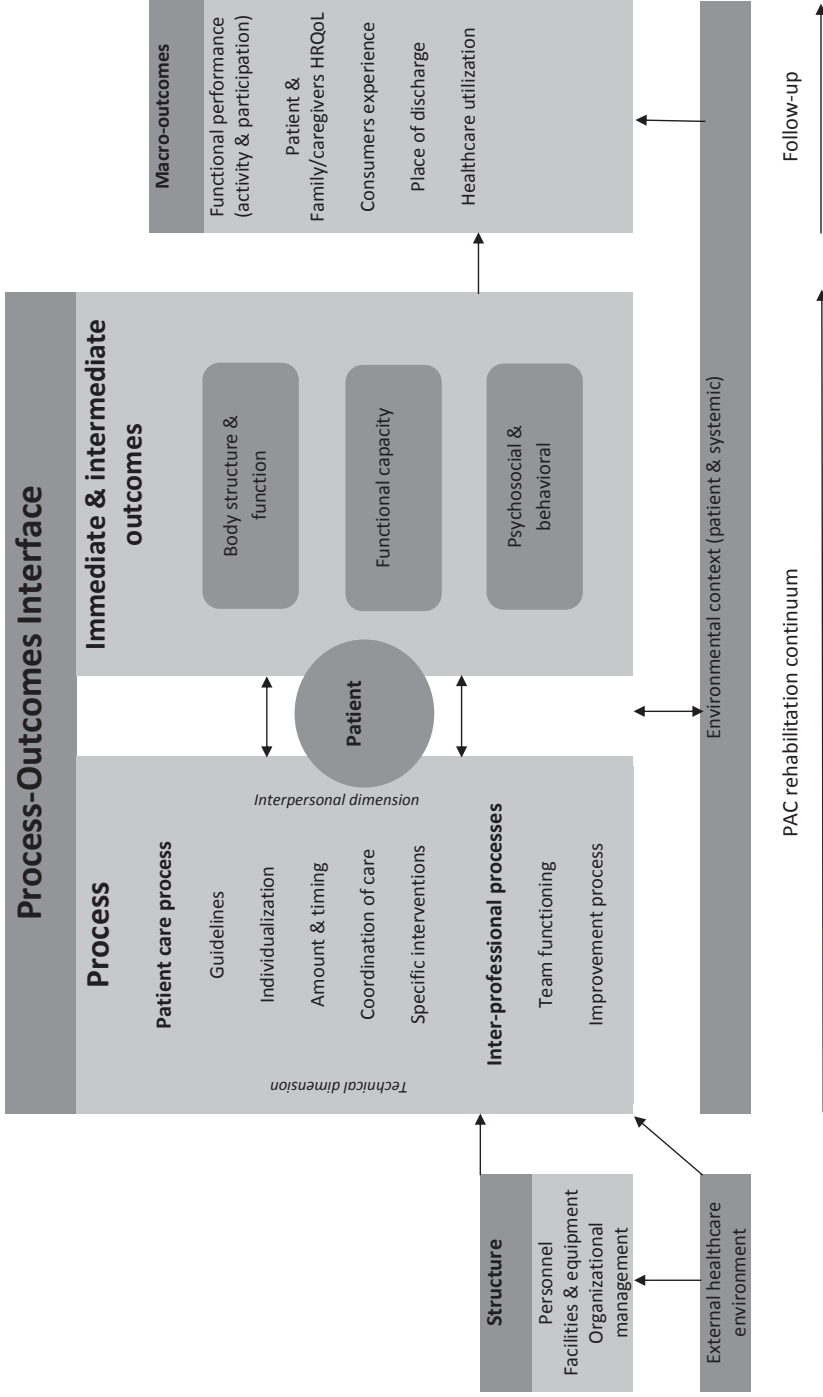 Process-Outcomes Interface
Structure
Personnel
Facilities & equipment
Organizational
management
External healthcare
environment
Process
Patient care process
Guidelines
Individualization
Amount & timing
Coordination of care
Specific interventions
Inter-professional processes
Team functioning
Improvement process
Technical dimension
Interpersonal dimension
Patient
Immediate & intermediate
outcomes
Body structure &
function
Functional capacity
Psychosocial &
behavioral
Macro-outcomes
Functional performance
(activity & participation)
Patient &
Family/caregivers HRQoL
Consumers experience
Place of discharge
Healthcare utilization
Environmental context (patient & systemic)
PAC rehabilitation continuum
Follow-up